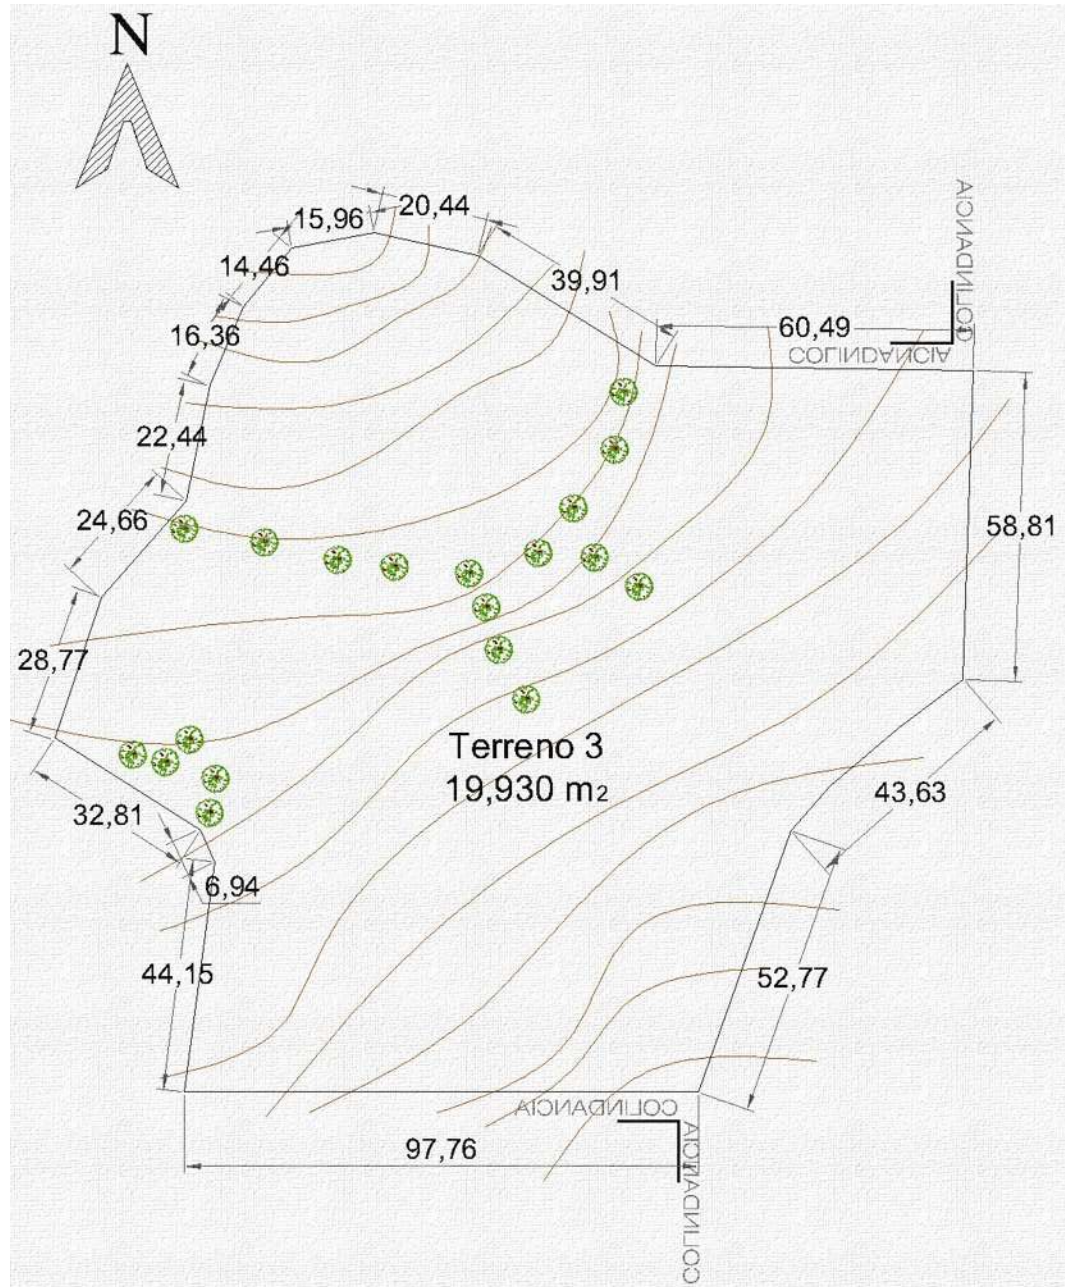 N
15,96
20,44
14,46
39,91
16,36
60,49
COLINDANCIA
COLINDANCIA
22,44
24,66
58,81
28,77
Terreno 3
19,930 m2
32,81
43,63
6,94
44,15
52,77
COLINDANCIA
COLINDANCIA
97,76